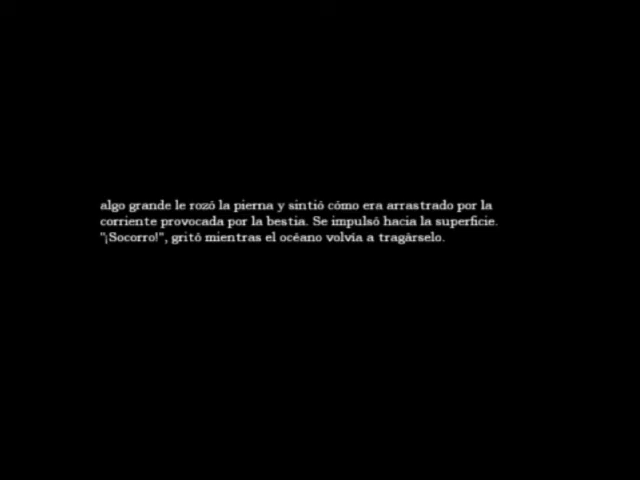 algo grande le rozó la pierna y sintió cómo era arrastrado por la
corriente provocada por la bestia. Se impulsó hacia la superficie.
"¡Socorro!", gritó mientras el océano volvía a tragárselo.